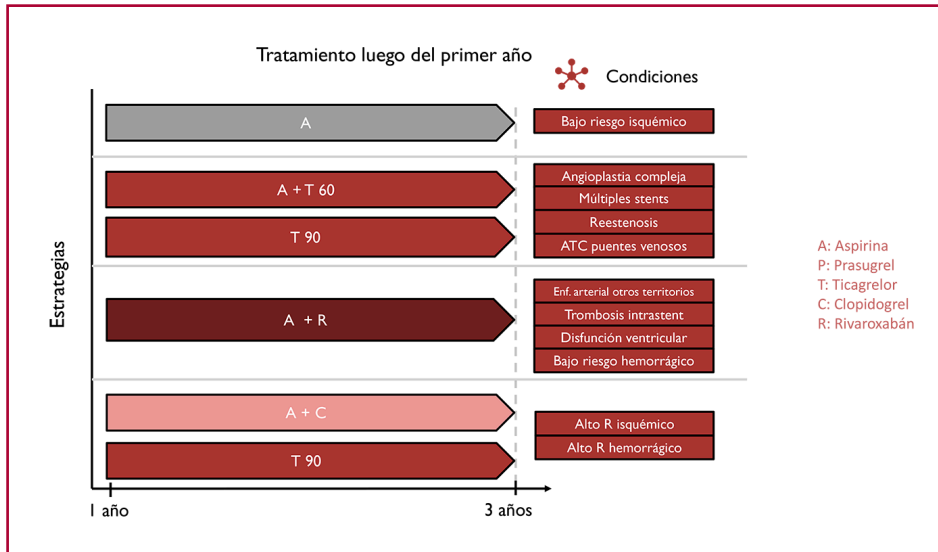 Tratamiento luego del primer año
Condiciones
Estrategias
A
Bajo riesgo isquémico
A + T 60
T 90
Angioplastia compleja
Múltiples stents
Reestenosis
ATC puentes venosos
A + R
Enf. arterial otros territorios
Trombosis intrastent
Disfunción ventricular
Bajo riesgo hemorrágico
A + C
T 90
Alto R isquémico
Alto R hemorrágico
1 año
3 años
A: Aspirina
P: Prasugrel
T: Ticagrelor
C: Clopidogrel
R: Rivaroxabán